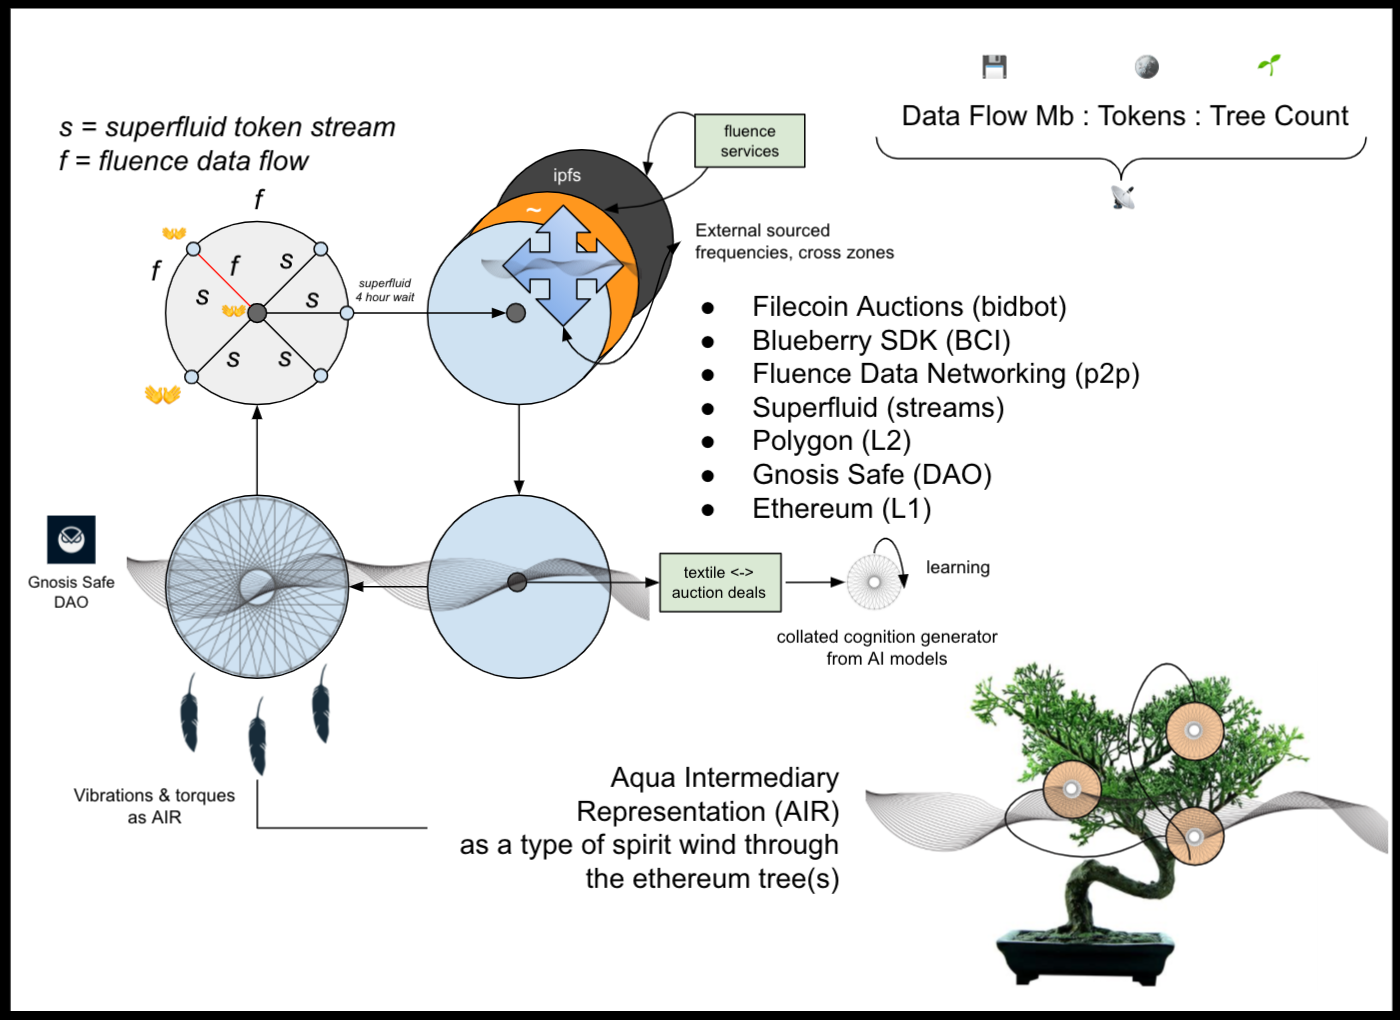 Data Flow Mb : Tokens : Tree Count
s = superfluid token stream
f = fluence data flow
f
f
f
s
s
s
s
s
superfluid
4 hour wait
ipfs
~
fluence
services
External sourced
frequencies, cross zones
● Filecoin Auctions (bidbot)
● Blueberry SDK (BCI)
● Fluence Data Networking (p2p)
● Superfluid (streams)
● Polygon (L2)
● Gnosis Safe (DAO)
● Ethereum (L1)
Gnosis Safe
DAO
textile <->
auction deals
learning
collated cognition generator
from AI models
Vibrations & torques
as AIR
Aqua Intermediary
Representation (AIR)
as a type of spirit wind through
the ethereum tree(s)